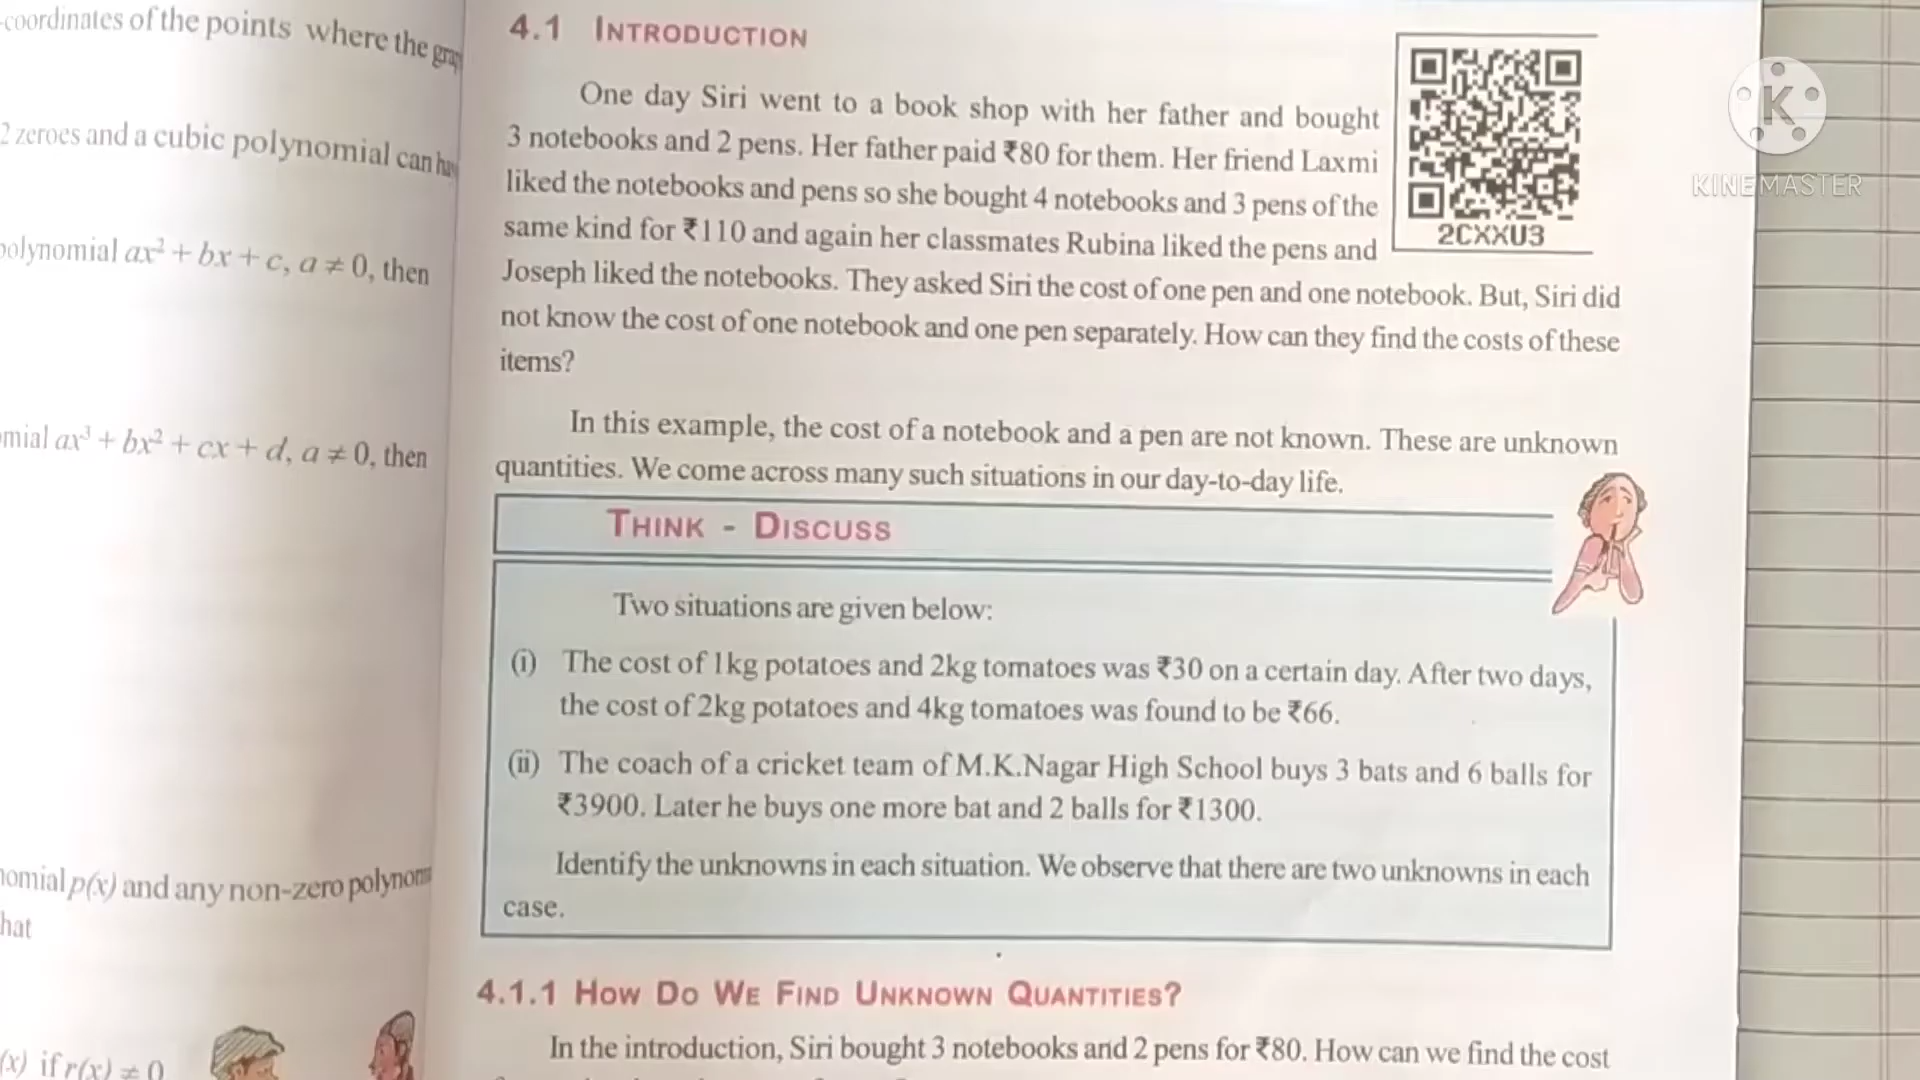 -coordinates of the points where the
2 zeroes and a cubic polynomial can
polynomial ax² + bx + c, a ≠ 0, then
mial ax³ + bx² + cx + d, a ≠ 0, then
nomial p(x) and any non-zero
hat
(x) if r(x) ≠ 0
4.1 INTRODUCTION
One day Siri went to a book shop with her father and bought
3 notebooks and 2 pens. Her father paid ₹80 for them. Her friend Laxmi
liked the notebooks and pens so she bought 4 notebooks and 3 pens of the
same kind for ₹110 and again her classmates Rubina liked the pens and
Joseph liked the notebooks. They asked Siri the cost of one pen and one notebook. But, Siri did
not know the cost of one notebook and one pen separately. How can they find the costs of these
items?
2CXXU3
In this example, the cost of a notebook and a pen are not known. These are unknown
quantities. We come across many such situations in our day-to-day life.
THINK - DISCUSS
Two situations are given below:
(i) The cost of 1kg potatoes and 2kg tomatoes was ₹30 on a certain day. After two days,
the cost of 2kg potatoes and 4kg tomatoes was found to be ₹66.
(ii) The coach of a cricket team of M.K.Nagar High School buys 3 bats and 6 balls for
₹3900. Later he buys one more bat and 2 balls for ₹1300.
Identify the unknowns in each situation. We observe that there are two unknowns in each
case.
4.1.1 HOW DO WE FIND UNKNOWN QUANTITIES?
In the introduction, Siri bought 3 notebooks and 2 pens for ₹80. How can we find the cost
K
KINEMASTER